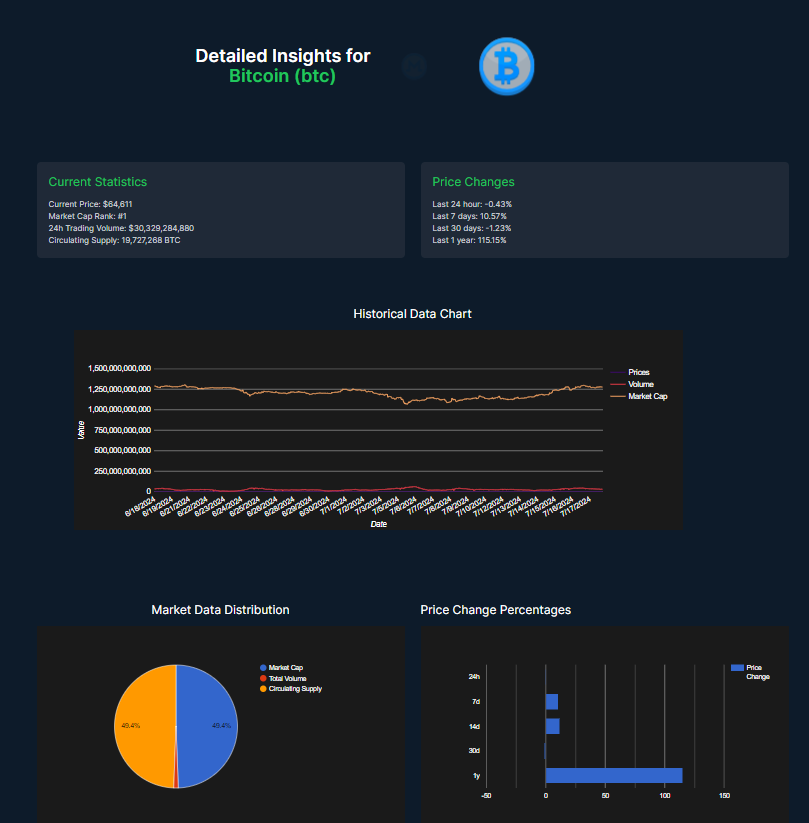 Detailed Insights for
Bitcoin (btc)
Current Statistics
Current Price: $64,611
Market Cap Rank: #1
24h Trading Volume: $30,329,284,880
Circulating Supply: 19,727,268 BTC
Price Changes
Last 24 hour: -0.43%
Last 7 days: 10.57%
Last 30 days: -1.23%
Last 1 year: 115.15%
Historical Data Chart
1,500,000,000,000
1,250,000,000,000
1,000,000,000,000
750,000,000,000
500,000,000,000
250,000,000,000
0
Value
Prices
Volume
Market Cap
6/18/2024
6/19/2024
6/21/2024
6/22/2024
6/23/2024
6/24/2024
6/25/2024
6/26/2024
6/28/2024
6/29/2024
6/30/2024
7/1/2024
7/2/2024
7/3/2024
7/5/2024
7/6/2024
7/7/2024
7/8/2024
7/9/2024
7/10/2024
7/12/2024
7/13/2024
7/14/2024
7/15/2024
7/16/2024
7/17/2024
Date
Market Data Distribution
Market Cap
Total Volume
Circulating Supply
49.4%
49.4%
Price Change Percentages
24h
7d
14d
30d
1y
-50
0
50
100
150
Price
Change